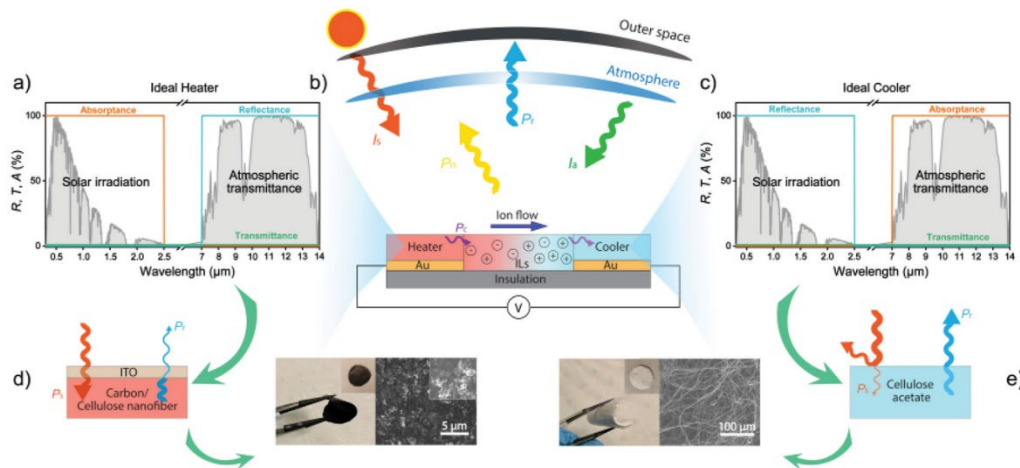 Outer space
Atmosphere
a)
Ideal Heater
Absorptance
Reflectance
100
50
0
R, T, A (%)
Solar irradiation
Atmospheric
transmittance
Transmittance
0.5 1.0 1.5 2.0 2.5 7 8 9 10 11 12 13 14
Wavelength (μm)
b)
Is
Pr
Pn
Ia
Ion flow
Pc
Heater
Cooler
ILs
Au
Au
Insulation
V
c)
Ideal Cooler
Reflectance
Absorptance
100
50
0
R, T, A (%)
Solar irradiation
Atmospheric
transmittance
Transmittance
0.5 1.0 1.5 2.0 2.5 7 8 9 10 11 12 13 14
Wavelength (μm)
d)
Pr
ITO
Ps
Carbon/
Cellulose nanofiber
5 μm
100 μm
e)
Pr
Ps
Cellulose
acetate